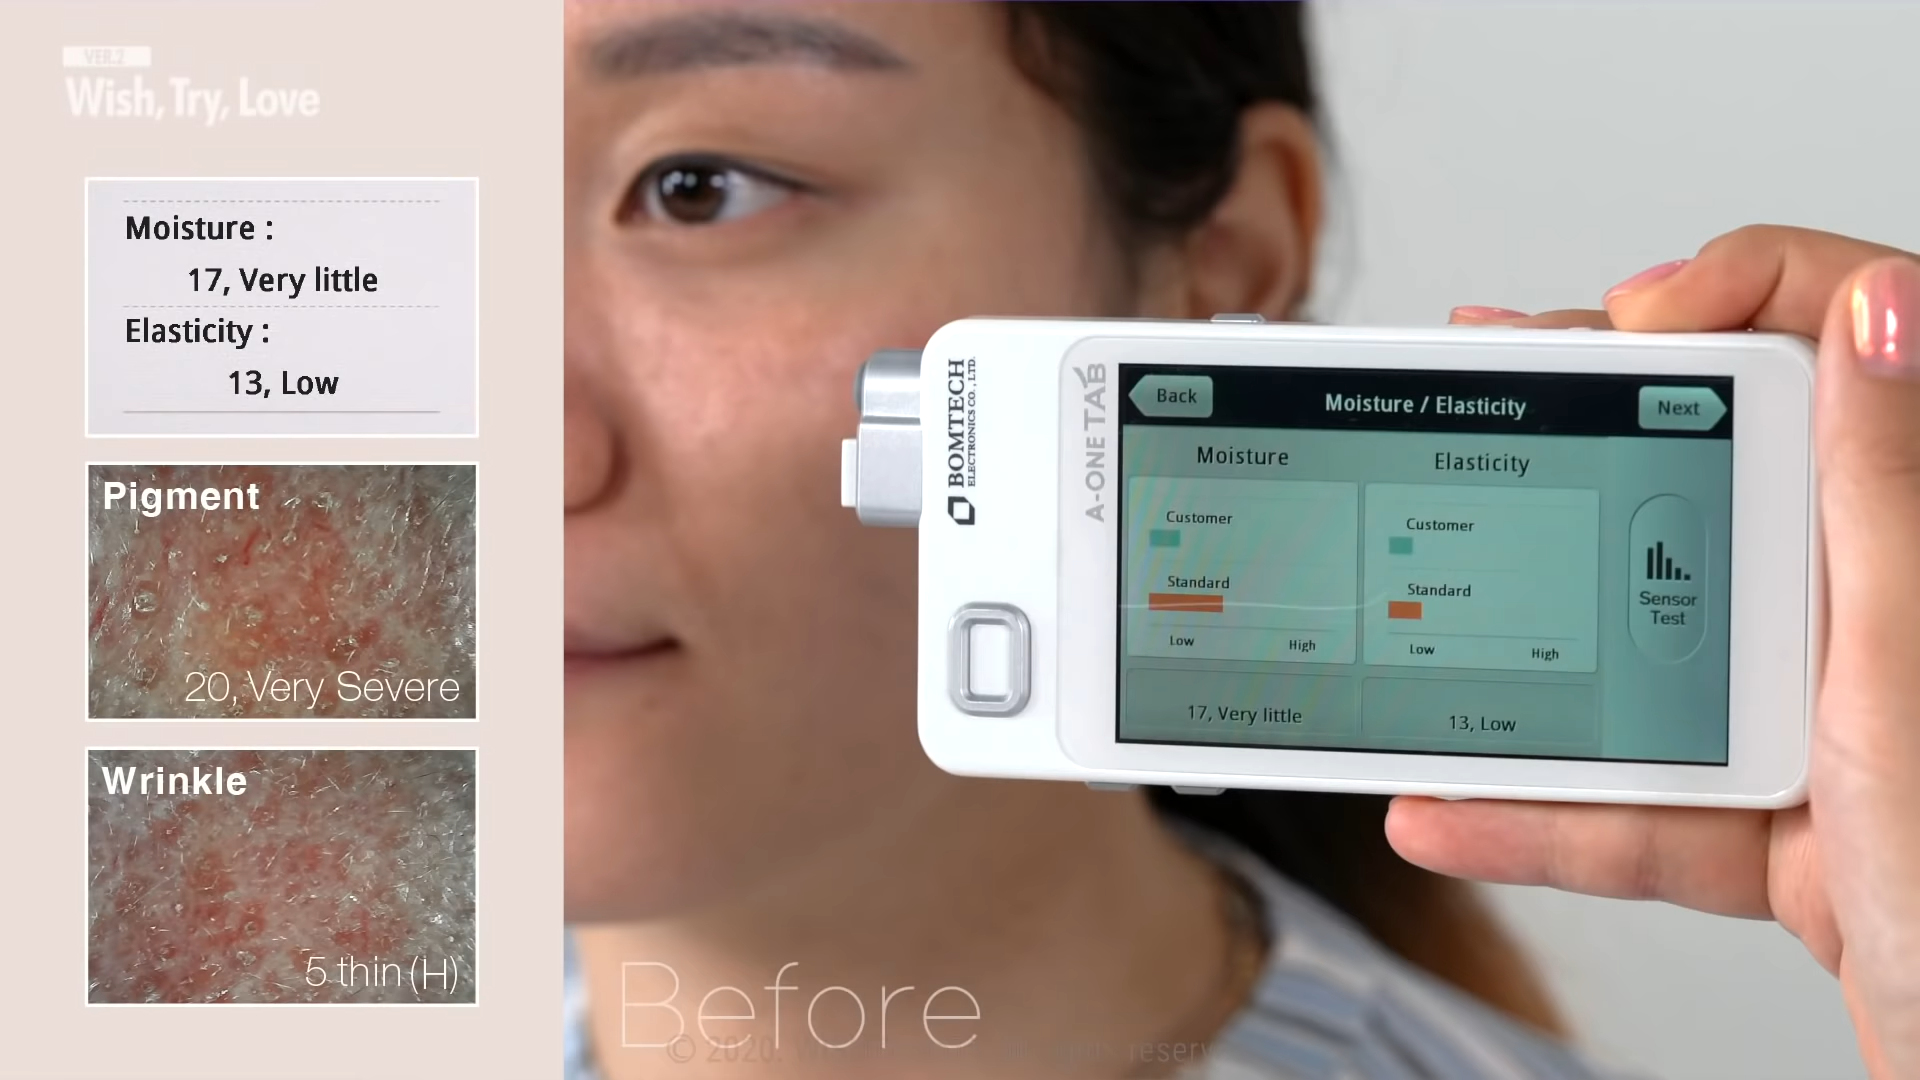 VER.2
Wish, Try, Love
Moisture :
17, Very little
Elasticity :
13, Low
Pigment
20, Very Severe
Wrinkle
5 thin(H)
BOMTECH
ELECTRONICS CO., LTD.
A-ONE TAB
Back
Moisture / Elasticity
Next
Moisture
Customer
Standard
Low High
17, Very little
Elasticity
Customer
Standard
Low High
13, Low
Sensor
Test
Before
© 2020.